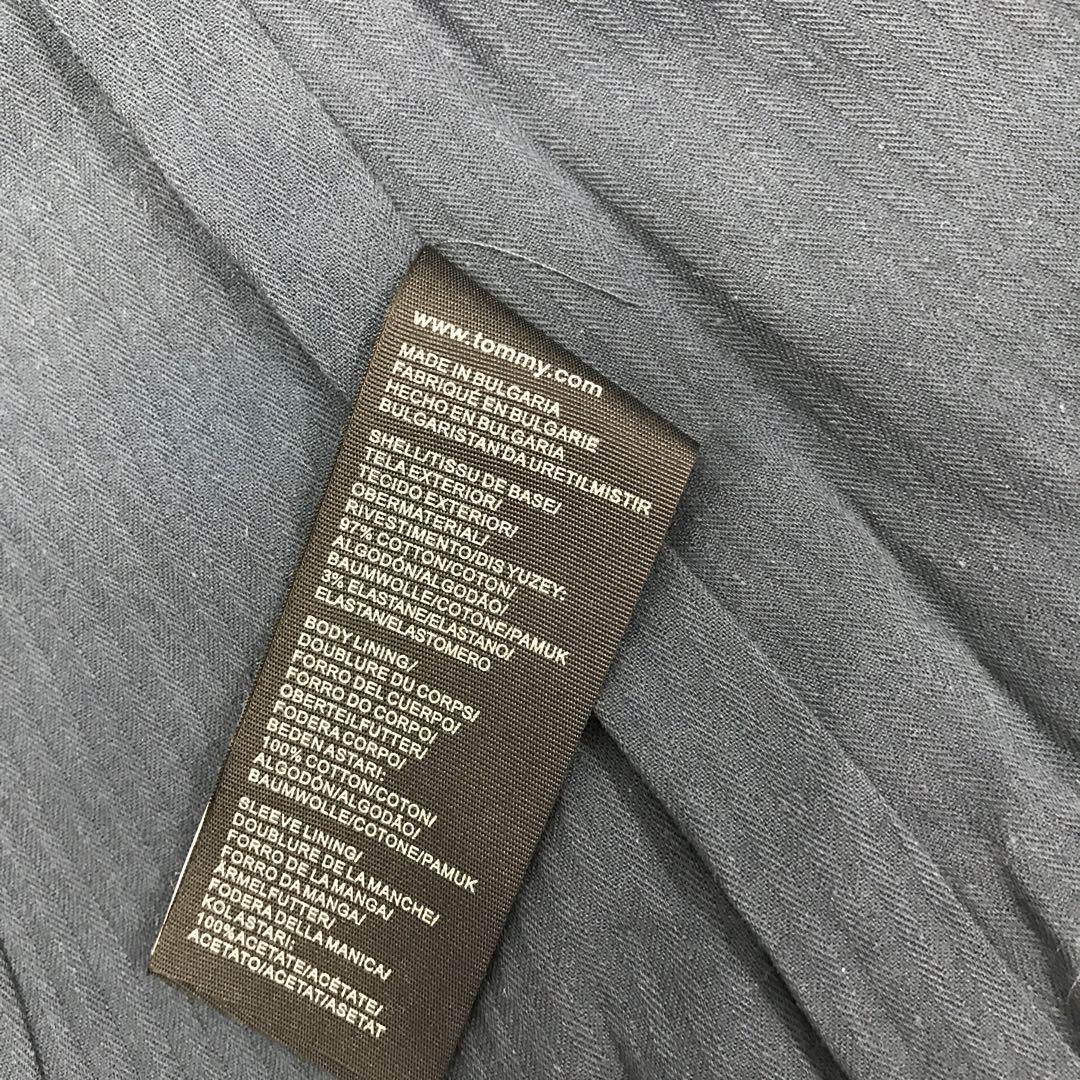 www.tommy.com
MADE IN BULGARIA
FABRIQUÉ EN BULGARIE
HECHO EN BULGARIA
BULGARISTAN'DA URETILMISTIR
SHELL/TISSU DE BASE/
TELA EXTERIOR/
TECIDO EXTERIOR/
OBERMATERIAL/
RIVESTIMENTO/DIS YUZEY:
97% COTTON/COTON/
ALGODÓN/ALGODÃO/
BAUMWOLLE/COTONE/PAMUK
3% ELASTANE/ELASTANO/
ELASTAN/ELASTOMERO
BODY LINING/
DOUBLURE DU CORPS/
FORRO DEL CUERPO/
FORRO DO CORPO/
OBERTEILFUTTER/
FODERA CORPO/
BEDEN ASTARI:
100% COTTON/COTON/
ALGODÓN/ALGODÃO/
BAUMWOLLE/COTONE/PAMUK
SLEEVE LINING/
DOUBLURE DE LA MANCHE/
FORRO DE LA MANGA/
FORRO DA MANGA/
ÄRMELFUTTER/
FODERA DELLA MANICA/
KOL ASTARI:
100%ACETATE/ACÉTATE/
ACETATO/ACETAT/ASETAT